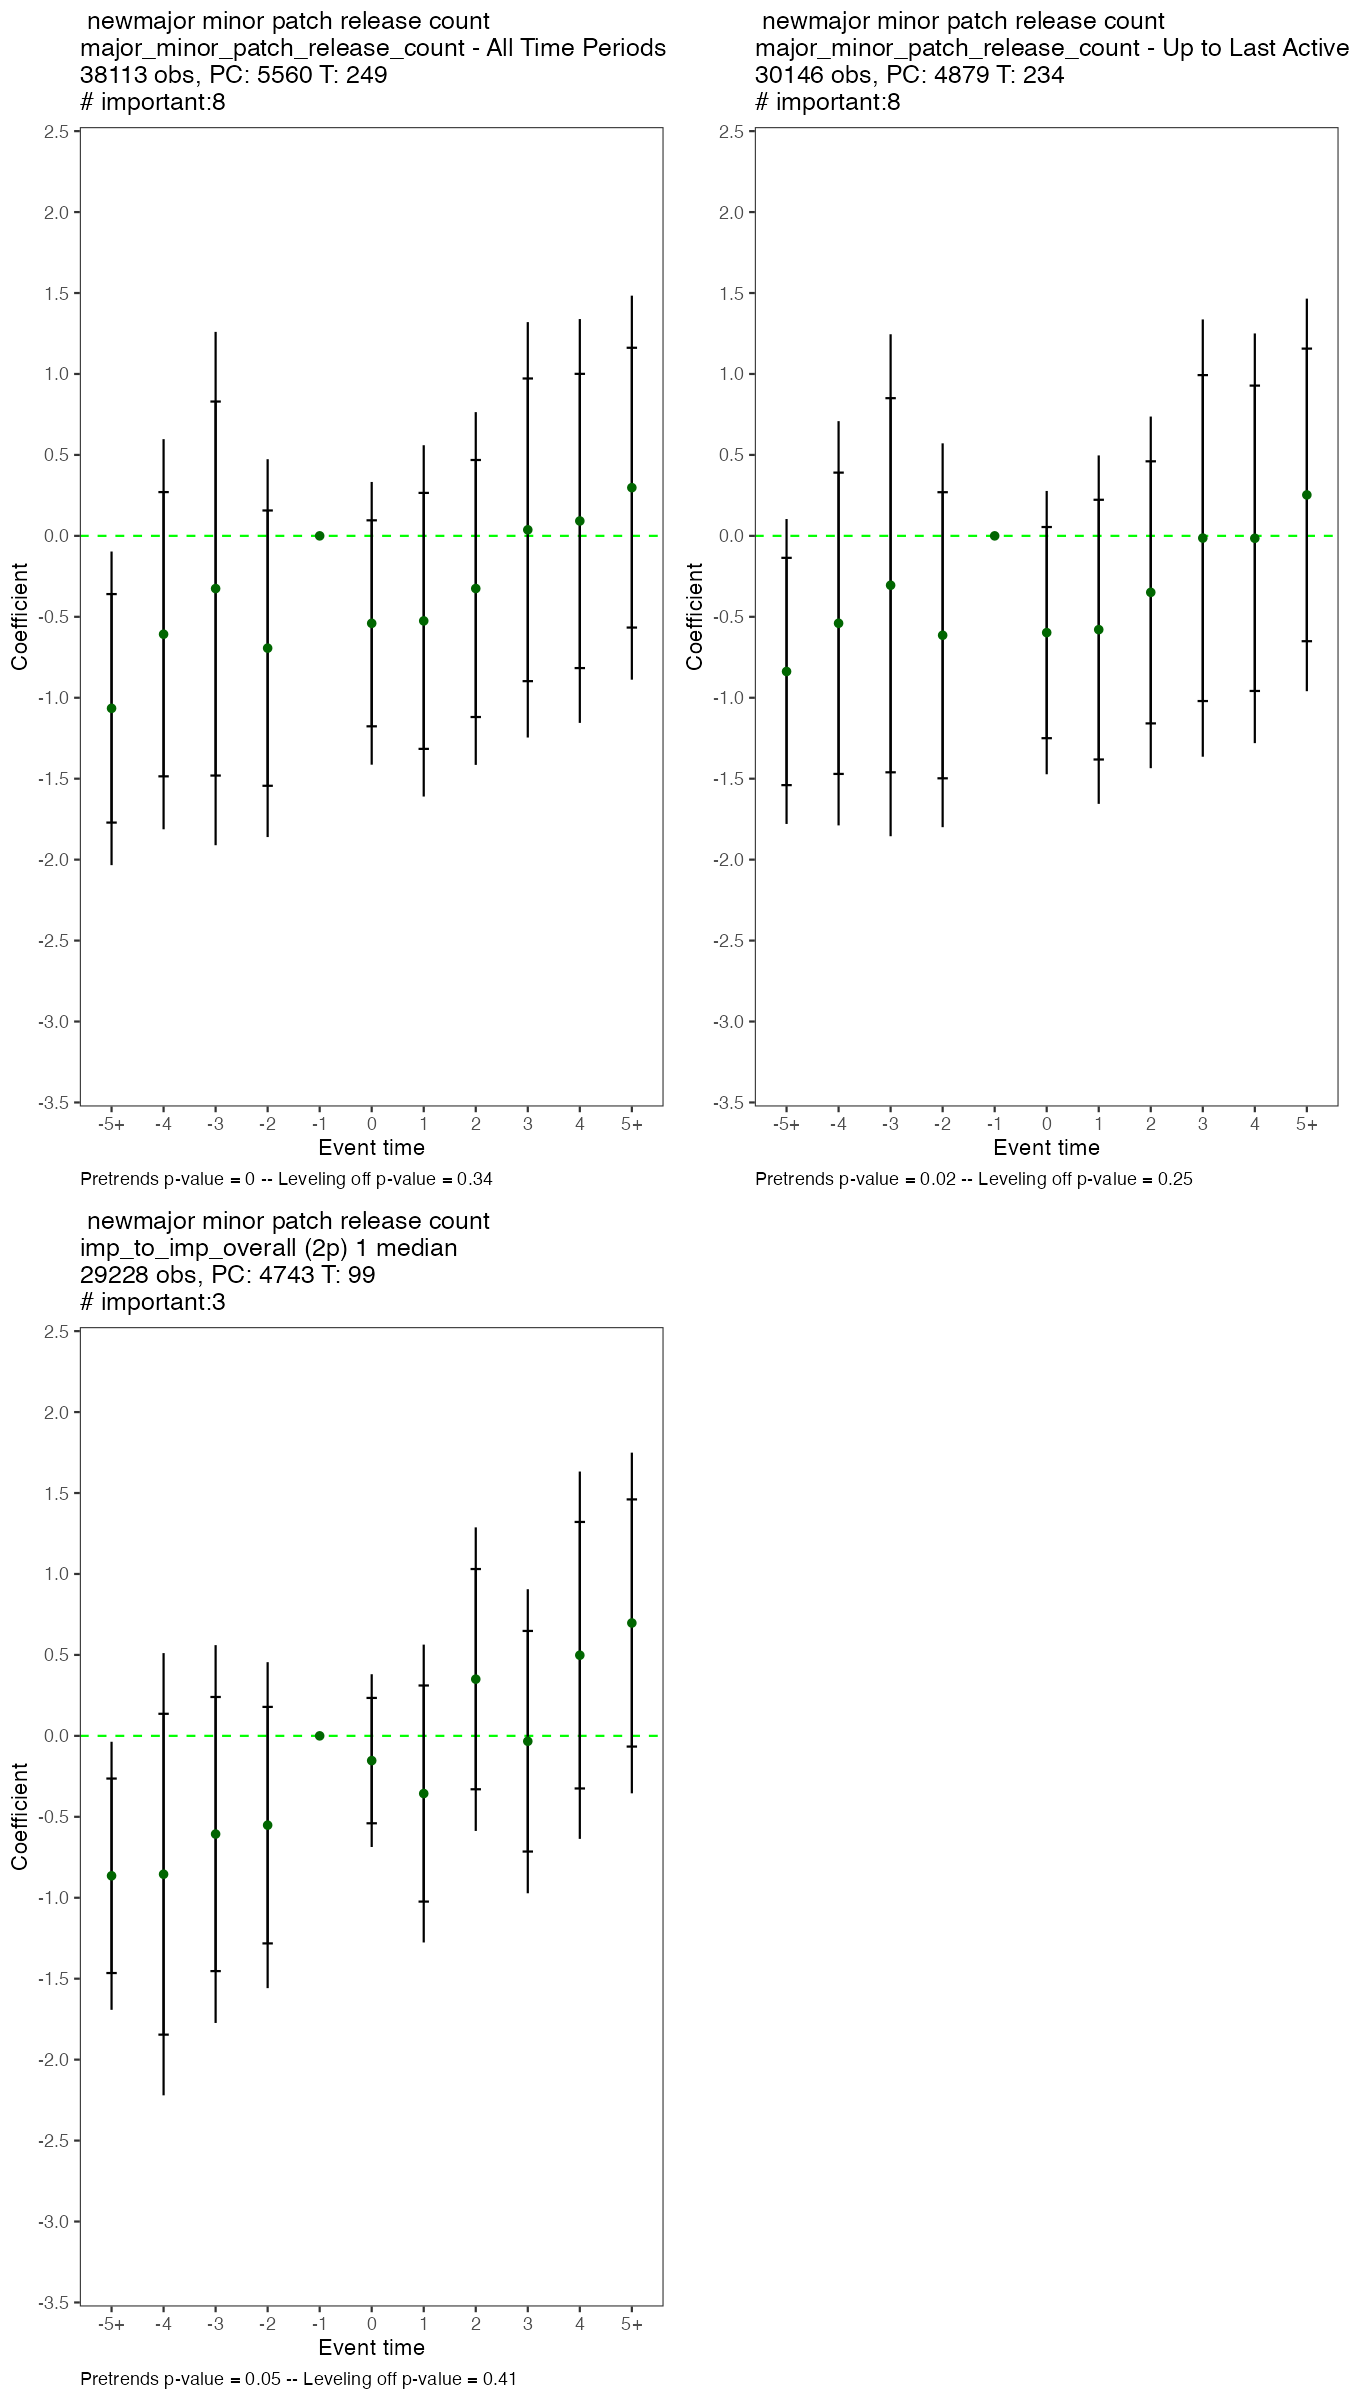 newmajor minor patch release count
major_minor_patch_release_count - All Time Periods
38113 obs, PC: 5560 T: 249
# important:8
2.5
2.0
1.5
1.0
0.5
0.0
-0.5
-1.0
-1.5
-2.0
-2.5
-3.0
-3.5
Coefficient
-5+ -4 -3 -2 -1 0 1 2 3 4 5+
Event time
Pretrends p-value = 0 -- Leveling off p-value = 0.34
newmajor minor patch release count
major_minor_patch_release_count - Up to Last Active
30146 obs, PC: 4879 T: 234
# important:8
2.5
2.0
1.5
1.0
0.5
0.0
-0.5
-1.0
-1.5
-2.0
-2.5
-3.0
-3.5
Coefficient
-5+ -4 -3 -2 -1 0 1 2 3 4 5+
Event time
Pretrends p-value = 0.02 -- Leveling off p-value = 0.25
newmajor minor patch release count
imp_to_imp_overall (2p) 1 median
29228 obs, PC: 4743 T: 99
# important:3
2.5
2.0
1.5
1.0
0.5
0.0
-0.5
-1.0
-1.5
-2.0
-2.5
-3.0
-3.5
Coefficient
-5+ -4 -3 -2 -1 0 1 2 3 4 5+
Event time
Pretrends p-value = 0.05 -- Leveling off p-value = 0.41